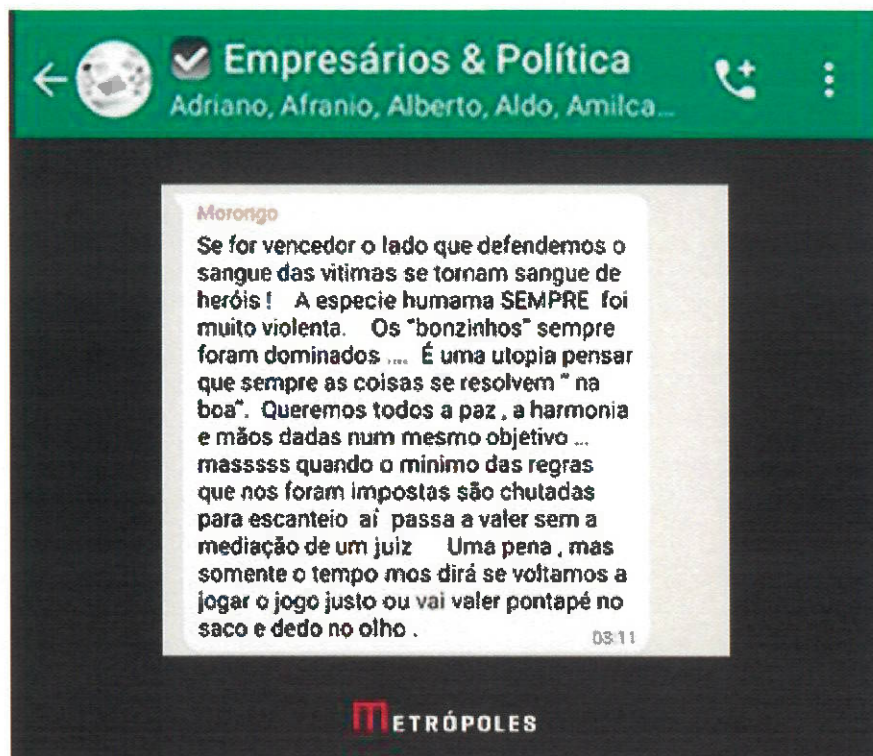 Empresários & Política
Adriano, Afranio, Alberto, Aldo, Amilca...
Morongo
Se for vencedor o lado que defendemos o
sangue das vitimas se tornam sangue de
heróis ! A especie humama SEMPRE foi
muito violenta. Os "bonzinhos" sempre
foram dominados .... É uma utopia pensar
que sempre as coisas se resolvem " na
boa". Queremos todos a paz , a harmonia
e mãos dadas num mesmo objetivo ...
masssss quando o minimo das regras
que nos foram impostas são chutadas
para escanteio aí passa a valer sem a
mediação de um juiz Uma pena , mas
somente o tempo mos dirá se voltamos a
jogar o jogo justo ou vai valer pontapé no
saco e dedo no olho .
03:11
METRÓPOLES